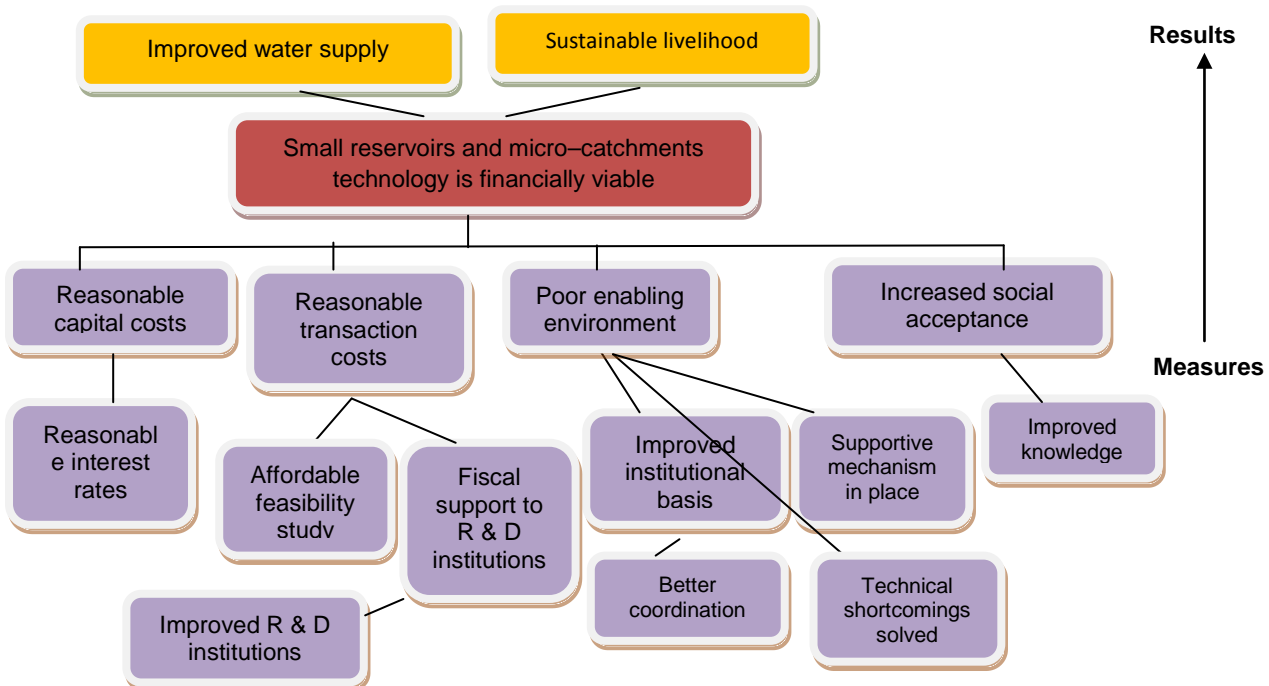 Improved water supply
Sustainable livelihood
Results
Small reservoirs and micro–catchments
technology is financially viable
Reasonable
capital costs
Reasonable
transaction
costs
Poor enabling
environment
Increased social
acceptance
Measures
Reasonabl
e interest
rates
Affordable
feasibility
study
Fiscal
support to
R & D
institutions
Improved
institutional
basis
Supportive
mechanism
in place
Improved
knowledge
Improved R & D
institutions
Better
coordination
Technical
shortcomings
solved